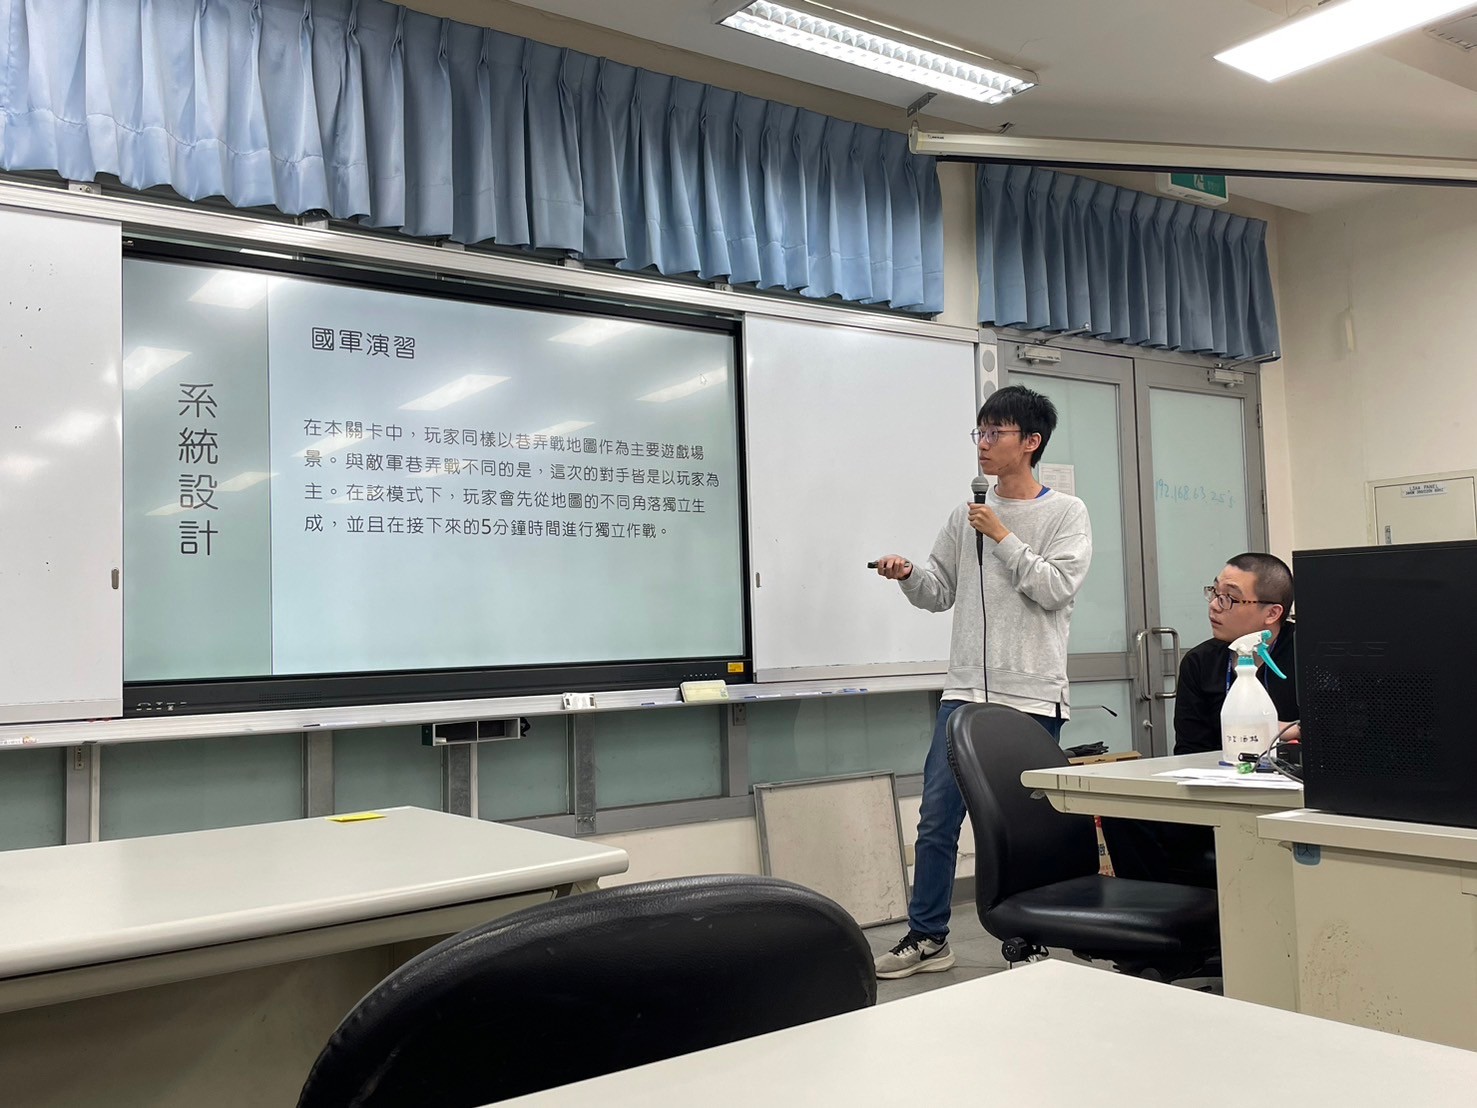 國軍演習
系統設計
在本關卡中，玩家同樣以巷弄戰地圖作為主要遊戲場
景。與敵軍巷弄戰不同的是，這次的對手皆是以玩家為
主。在該模式下，玩家會先從地圖的不同角落獨立生
成，並且在接下來的5分鐘時間進行獨立作戰。
ASUS